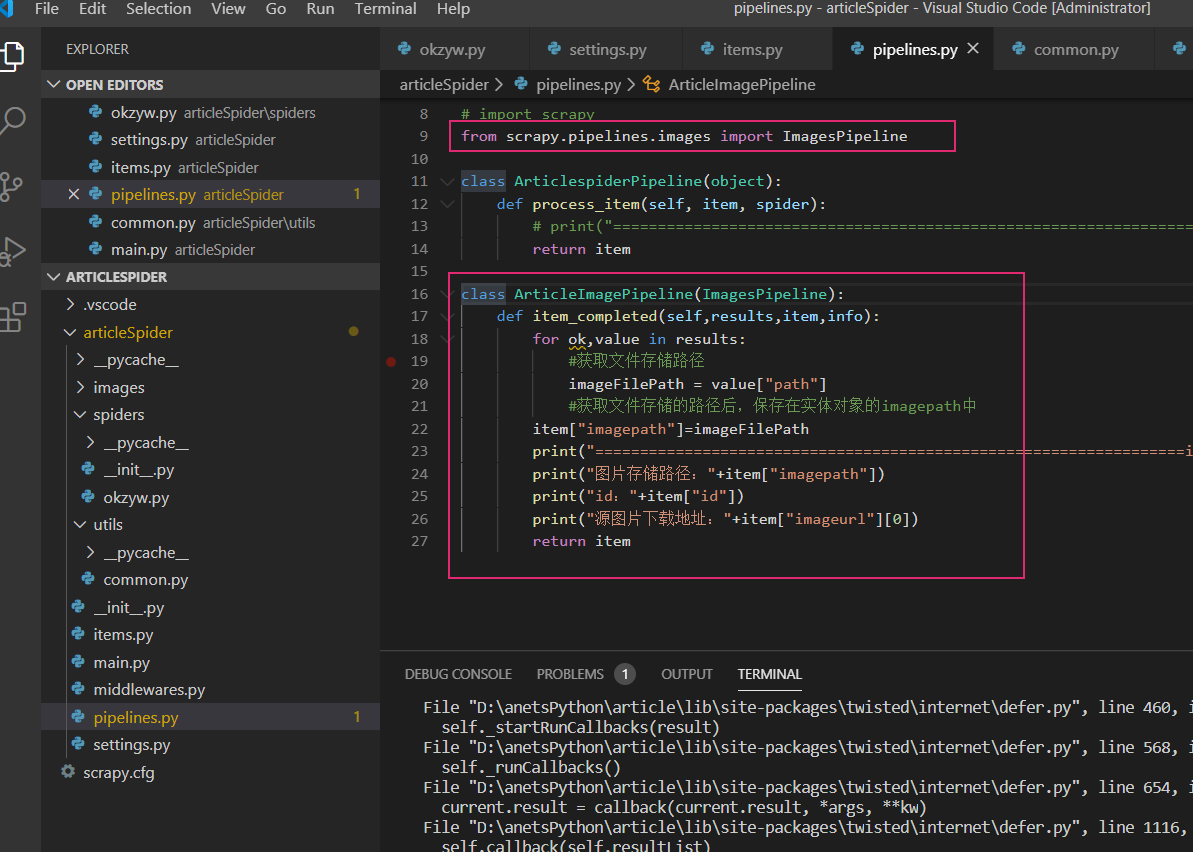 File Edit Selection View Go Run Terminal Help
pipelines.py - articleSpider - Visual Studio Code [Administrator]
EXPLORER
OPEN EDITORS
okzyw.py articleSpider\spiders
settings.py articleSpider
items.py articleSpider
pipelines.py articleSpider 1
common.py articleSpider\utils
main.py articleSpider
ARTICLESPIDER
.vscode
articleSpider
__pycache__
images
spiders
__pycache__
__init__.py
okzyw.py
utils
__pycache__
common.py
__init__.py
items.py
main.py
middlewares.py
pipelines.py 1
settings.py
scrapy.cfg
okzyw.py settings.py items.py pipelines.py common.py
articleSpider > pipelines.py > ArticleImagePipeline
8 # import scrapy
9 from scrapy.pipelines.images import ImagesPipeline
10
11 class ArticlespiderPipeline(object):
12 def process_item(self, item, spider):
13 # print("=================================================================
14 return item
15
16 class ArticleImagePipeline(ImagesPipeline):
17 def item_completed(self,results,item,info):
18 for ok,value in results:
19 #获取文件存储路径
20 imageFilePath = value["path"]
21 #获取文件存储的路径后，保存在实体对象的imagepath中
22 item["imagepath"]=imageFilePath
23 print("==================================================================i
24 print("图片存储路径："+item["imagepath"])
25 print("id："+item["id"])
26 print("源图片下载地址："+item["imageurl"][0])
27 return item
DEBUG CONSOLE PROBLEMS 1 OUTPUT TERMINAL
File "D:\anetsPython\article\lib\site-packages\twisted\internet\defer.py", line 460, i
self._startRunCallbacks(result)
File "D:\anetsPython\article\lib\site-packages\twisted\internet\defer.py", line 568, i
self._runCallbacks()
File "D:\anetsPython\article\lib\site-packages\twisted\internet\defer.py", line 654, i
current.result = callback(current.result, *args, **kw)
File "D:\anetsPython\article\lib\site-packages\twisted\internet\defer.py", line 1116,
self.callback(self.resultList)